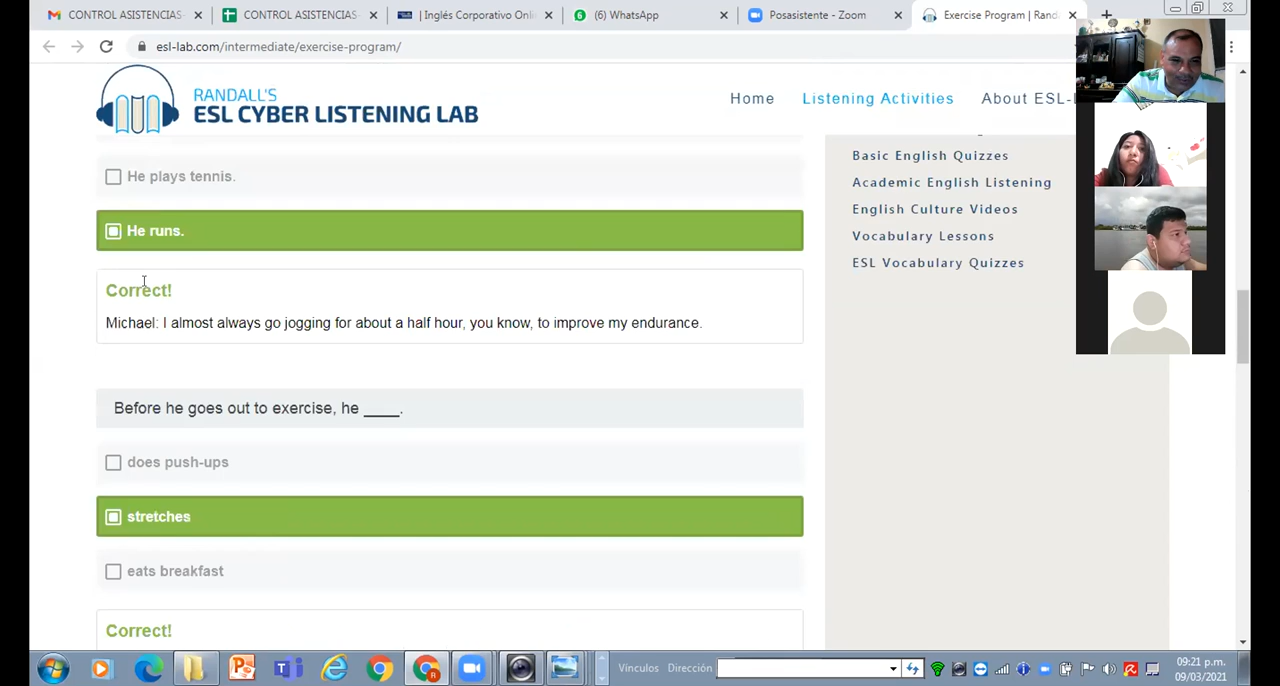 CONTROL ASISTENCIAS-
CONTROL ASISTENCIAS-
| Inglés Corporativo Onli
(6) WhatsApp
Posasistente - Zoom
Exercise Program | Rand
esl-lab.com/intermediate/exercise-program/
RANDALL'S
ESL CYBER LISTENING LAB
Home
Listening Activities
About ESL-L
Basic English Quizzes
Academic English Listening
English Culture Videos
Vocabulary Lessons
ESL Vocabulary Quizzes
He plays tennis.
He runs.
Correct!
Michael: I almost always go jogging for about a half hour, you know, to improve my endurance.
Before he goes out to exercise, he ____.
does push-ups
stretches
eats breakfast
Correct!
Vínculos
Dirección
09:21 p.m.
09/03/2021